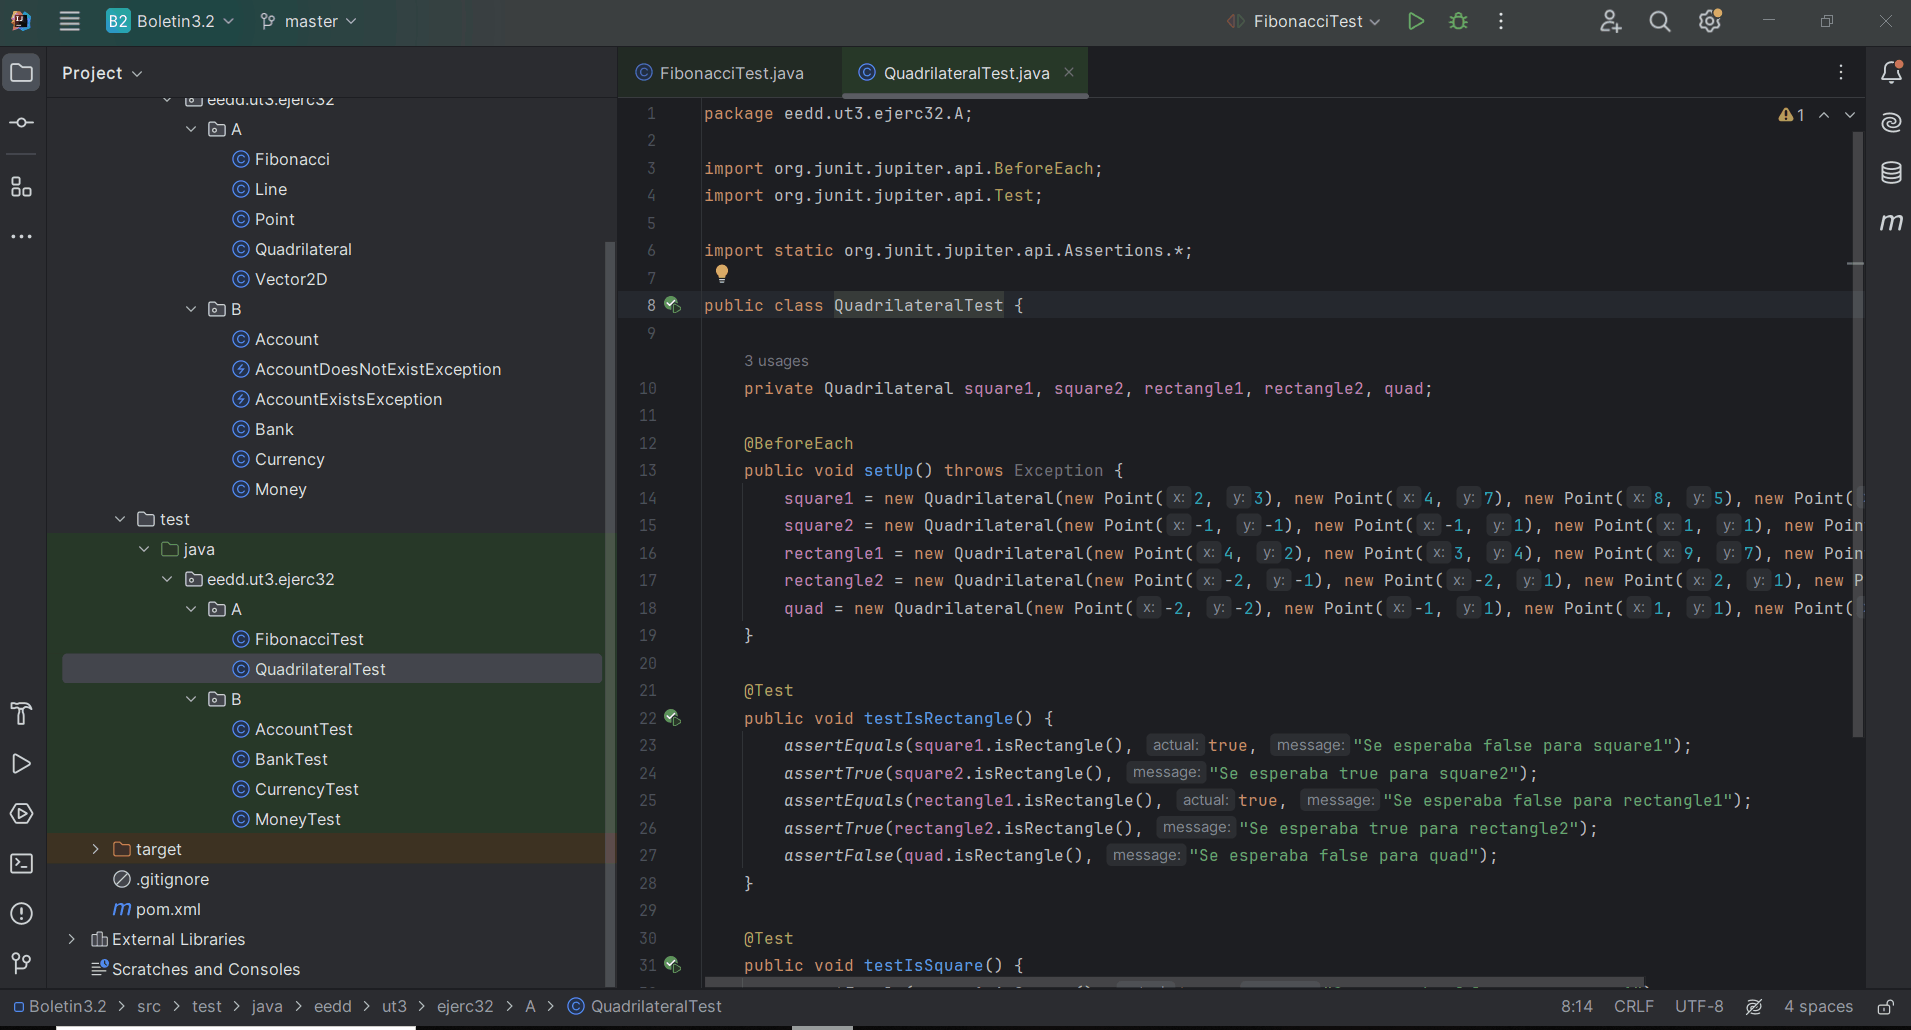 B2 Boletin3.2 master FibonacciTest
Project
FibonacciTest.java QuadrilateralTest.java
eedd.ut3.ejerc32
A
Fibonacci
Line
Point
Quadrilateral
Vector2D
B
Account
AccountDoesNotExistException
AccountExistsException
Bank
Currency
Money
test
java
eedd.ut3.ejerc32
A
FibonacciTest
QuadrilateralTest
B
AccountTest
BankTest
CurrencyTest
MoneyTest
target
.gitignore
m pom.xml
External Libraries
Scratches and Consoles
1 package eedd.ut3.ejerc32.A;
1
2
3 import org.junit.jupiter.api.BeforeEach;
4 import org.junit.jupiter.api.Test;
5
6 import static org.junit.jupiter.api.Assertions.*;
7
8 public class QuadrilateralTest {
9
3 usages
10 private Quadrilateral square1, square2, rectangle1, rectangle2, quad;
11
12 @BeforeEach
13 public void setUp() throws Exception {
14 square1 = new Quadrilateral(new Point( x: 2, y: 3), new Point( x: 4, y: 7), new Point( x: 8, y: 5), new Point(
15 square2 = new Quadrilateral(new Point( x: -1, y: -1), new Point( x: -1, y: 1), new Point( x: 1, y: 1), new Poin
16 rectangle1 = new Quadrilateral(new Point( x: 4, y: 2), new Point( x: 3, y: 4), new Point( x: 9, y: 7), new Poin
17 rectangle2 = new Quadrilateral(new Point( x: -2, y: -1), new Point( x: -2, y: 1), new Point( x: 2, y: 1), new P
18 quad = new Quadrilateral(new Point( x: -2, y: -2), new Point( x: -1, y: 1), new Point( x: 1, y: 1), new Point(
19 }
20
21 @Test
22 public void testIsRectangle() {
23 assertEquals(square1.isRectangle(), actual: true, message: "Se esperaba false para square1");
24 assertTrue(square2.isRectangle(), message: "Se esperaba true para square2");
25 assertEquals(rectangle1.isRectangle(), actual: true, message: "Se esperaba false para rectangle1");
26 assertTrue(rectangle2.isRectangle(), message: "Se esperaba true para rectangle2");
27 assertFalse(quad.isRectangle(), message: "Se esperaba false para quad");
28 }
29
30 @Test
31 public void testIsSquare() {
m
Boletin3.2 > src > test > java > eedd > ut3 > ejerc32 > A > QuadrilateralTest 8:14 CRLF UTF-8 4 spaces